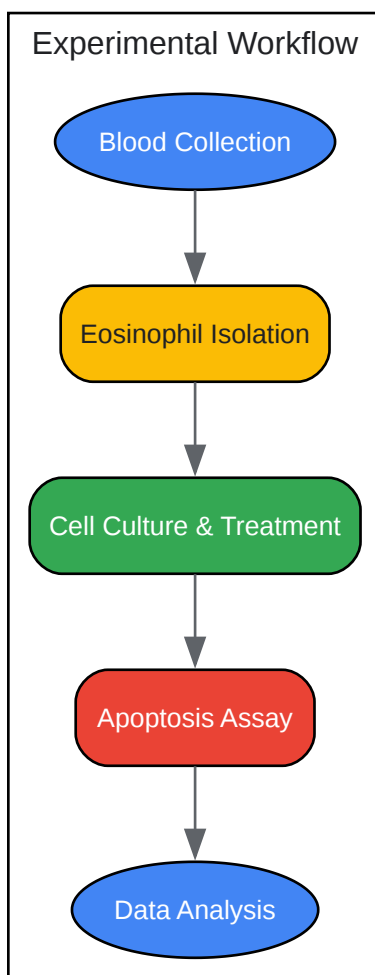 Experimental Workflow
Blood Collection
Eosinophil Isolation
Cell Culture & Treatment
Apoptosis Assay
Data Analysis